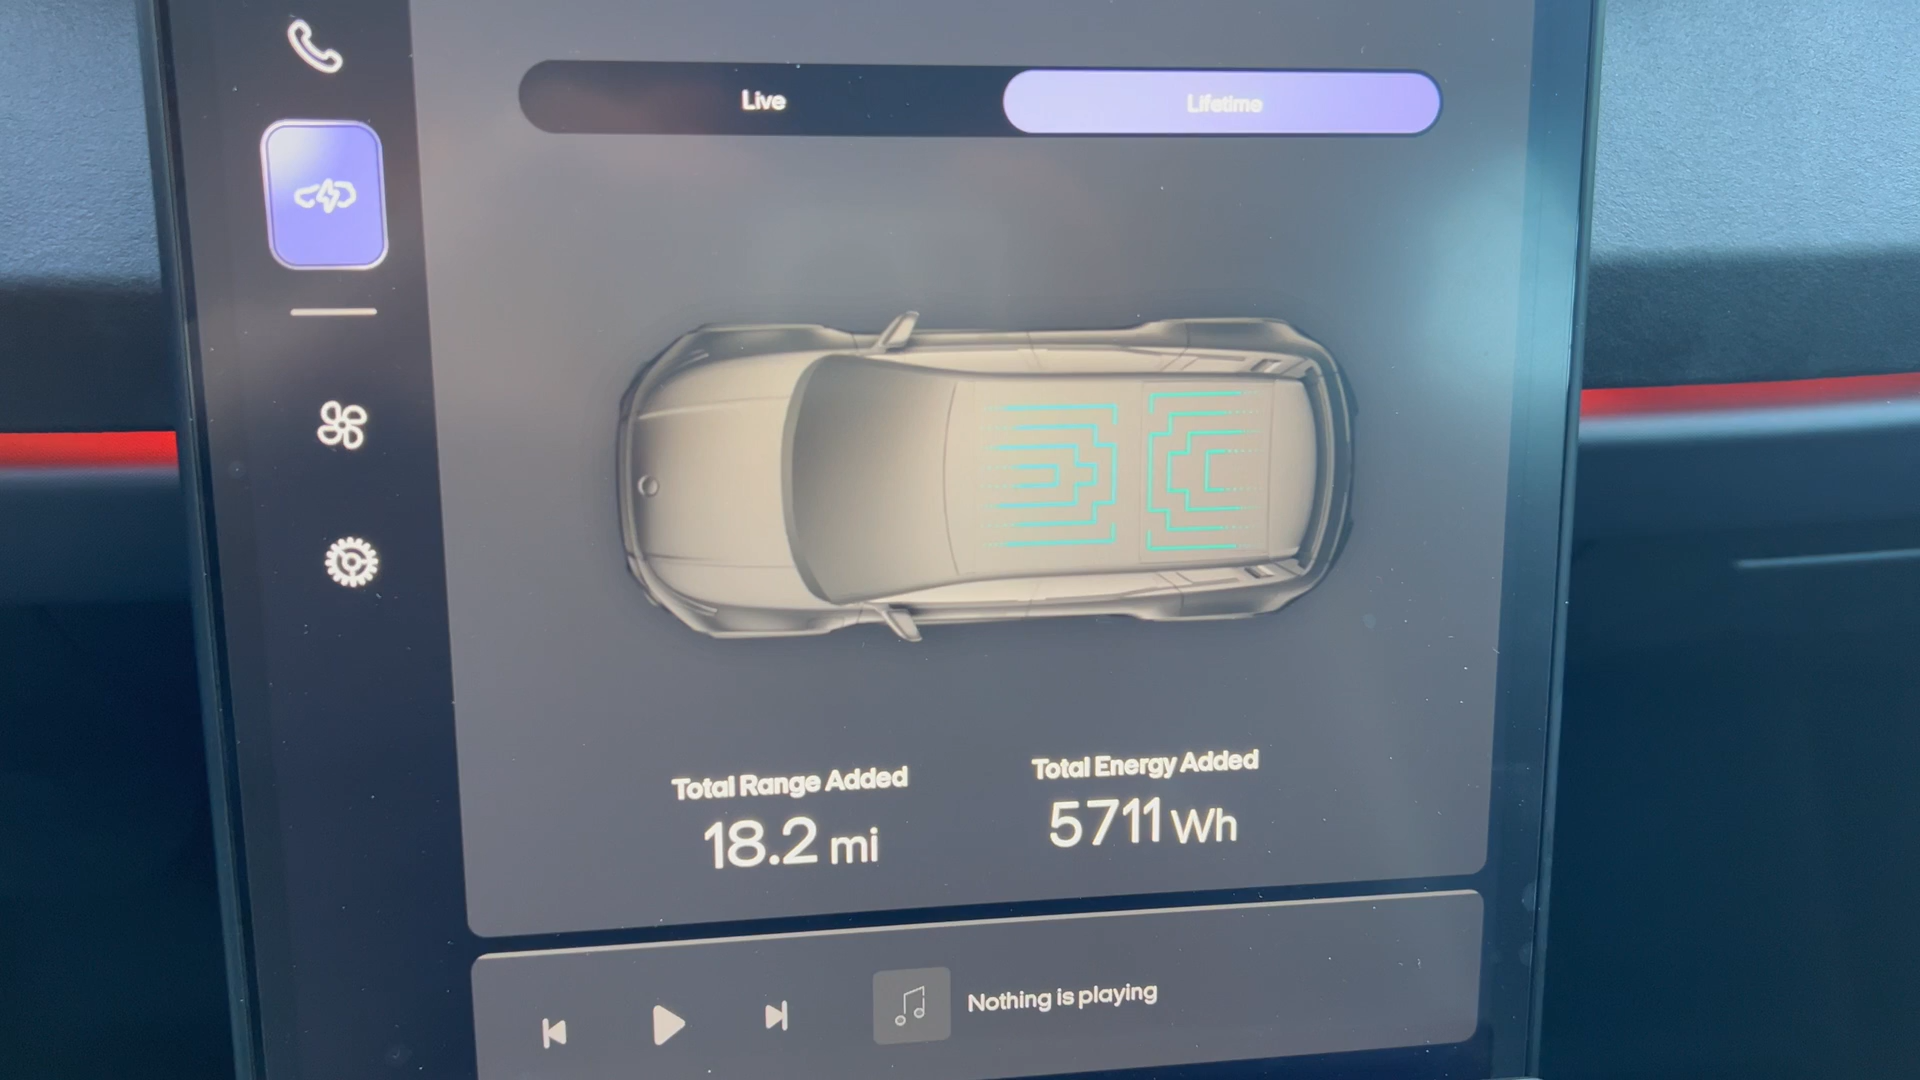 Live
Lifetime
Total Range Added
18.2 mi
Total Energy Added
5711 Wh
Nothing is playing